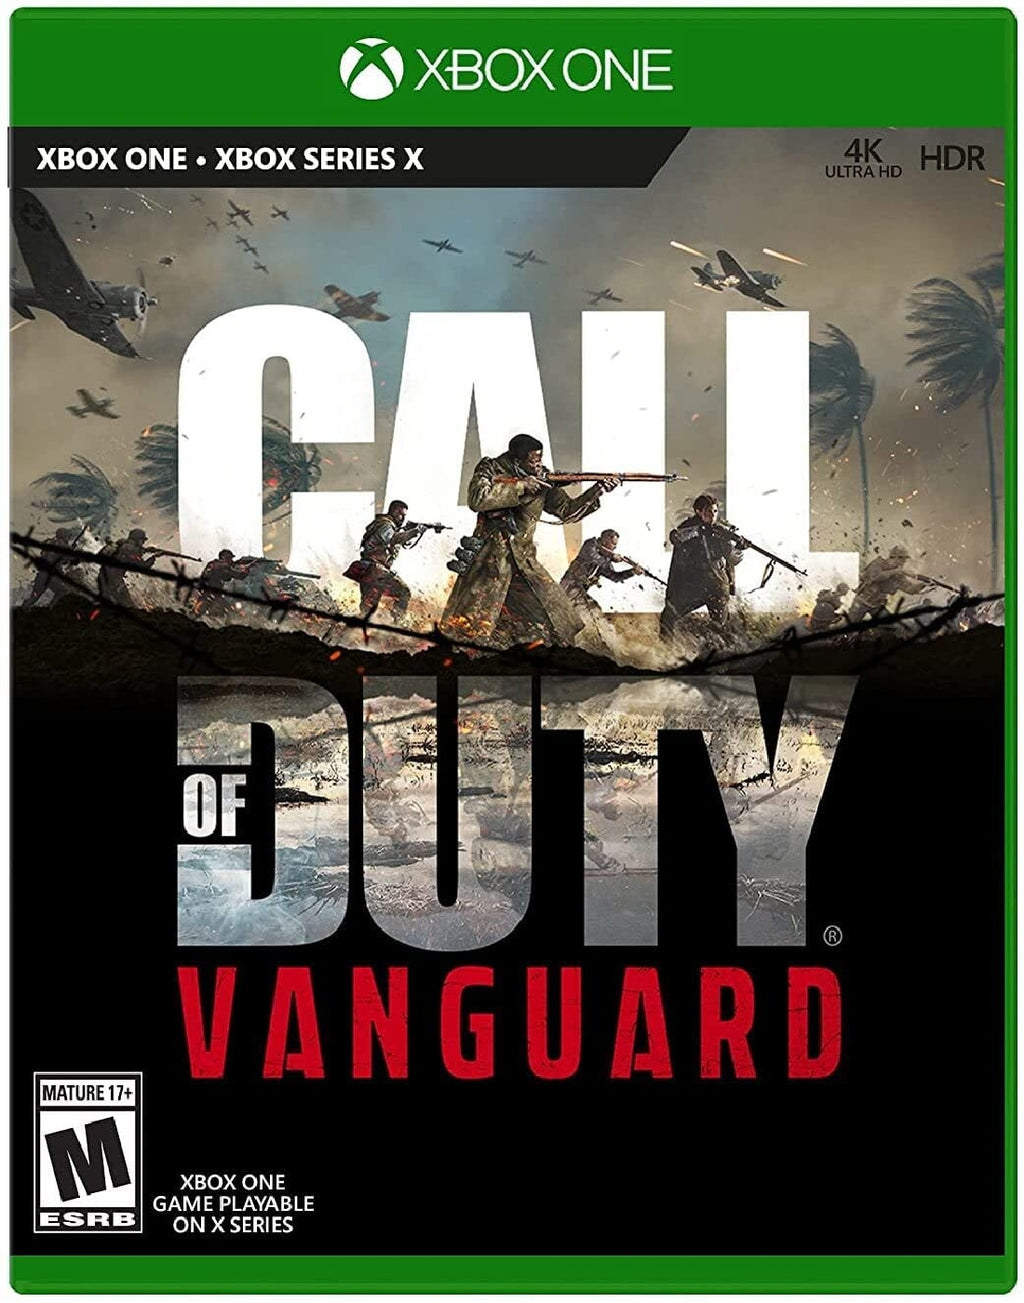 XBOX ONE
XBOX ONE • XBOX SERIES X
4K
ULTRA HD
HDR
CALL
OF
DUTY
®
VANGUARD
MATURE 17+
M
ESRB
XBOX ONE
GAME PLAYABLE
ON X SERIES